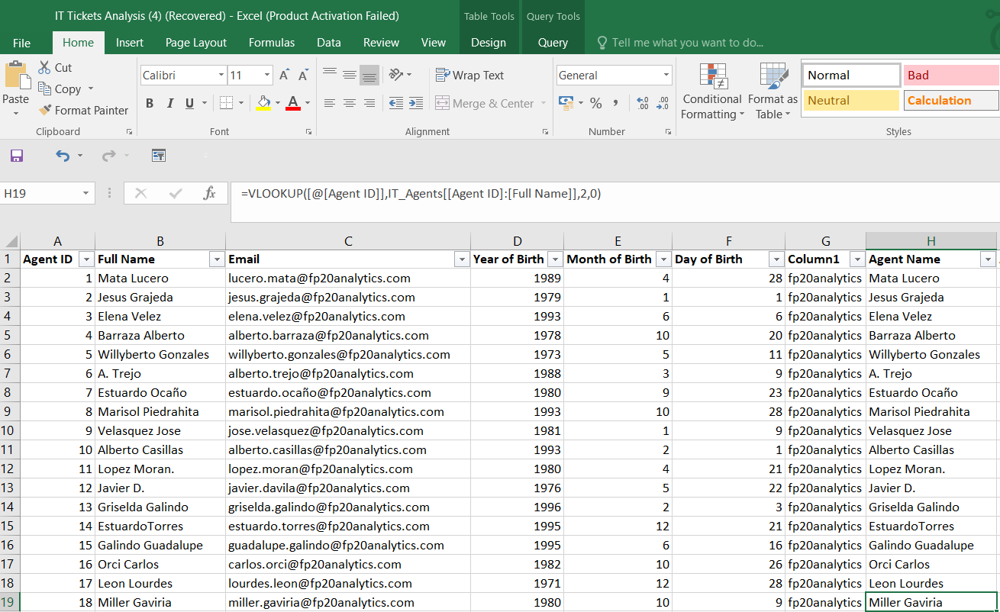 IT Tickets Analysis (4) (Recovered) - Excel (Product Activation Failed) Table Tools Query Tools
File Home Insert Page Layout Formulas Data Review View Design Query Tell me what you want to do...
Paste Cut Copy Format Painter Clipboard
Calibri 11 B I U A A Font
Wrap Text Merge & Center Alignment
General % , Number
Conditional Formatting Format as Table
Normal Bad
Neutral Calculation
Styles
H19 fx =VLOOKUP([@[Agent ID]],IT_Agents[[Agent ID]:[Full Name]],2,0)
A B C D E F G H
1 Agent ID Full Name Email Year of Birth Month of Birth Day of Birth Column1 Agent Name
2 1 Mata Lucero lucero.mata@fp20analytics.com 1989 4 28 fp20analytics Mata Lucero
3 2 Jesus Grajeda jesus.grajeda@fp20analytics.com 1979 1 1 fp20analytics Jesus Grajeda
4 3 Elena Velez elena.velez@fp20analytics.com 1993 6 6 fp20analytics Elena Velez
5 4 Barraza Alberto alberto.barraza@fp20analytics.com 1978 10 20 fp20analytics Barraza Alberto
6 5 Willyberto Gonzales willyberto.gonzales@fp20analytics.com 1973 5 11 fp20analytics Willyberto Gonzales
7 6 A. Trejo alberto.trejo@fp20analytics.com 1988 3 9 fp20analytics A. Trejo
8 7 Estuardo Ocaño estuardo.ocaño@fp20analytics.com 1980 9 23 fp20analytics Estuardo Ocaño
9 8 Marisol Piedrahita marisol.piedrahita@fp20analytics.com 1993 10 28 fp20analytics Marisol Piedrahita
10 9 Velasquez Jose jose.velasquez@fp20analytics.com 1981 1 9 fp20analytics Velasquez Jose
11 10 Alberto Casillas alberto.casillas@fp20analytics.com 1993 2 1 fp20analytics Alberto Casillas
12 11 Lopez Moran. lopez.moran@fp20analytics.com 1980 4 21 fp20analytics Lopez Moran.
13 12 Javier D. javier.davila@fp20analytics.com 1976 5 22 fp20analytics Javier D.
14 13 Griselda Galindo griselda.galindo@fp20analytics.com 1996 2 3 fp20analytics Griselda Galindo
15 14 EstuardoTorres estuardo.torres@fp20analytics.com 1995 12 21 fp20analytics EstuardoTorres
16 15 Galindo Guadalupe guadalupe.galindo@fp20analytics.com 1995 6 16 fp20analytics Galindo Guadalupe
17 16 Orci Carlos carlos.orci@fp20analytics.com 1982 10 26 fp20analytics Orci Carlos
18 17 Leon Lourdes lourdes.leon@fp20analytics.com 1971 12 28 fp20analytics Leon Lourdes
19 18 Miller Gaviria miller.gaviria@fp20analytics.com 1980 10 9 fp20analytics Miller Gaviria